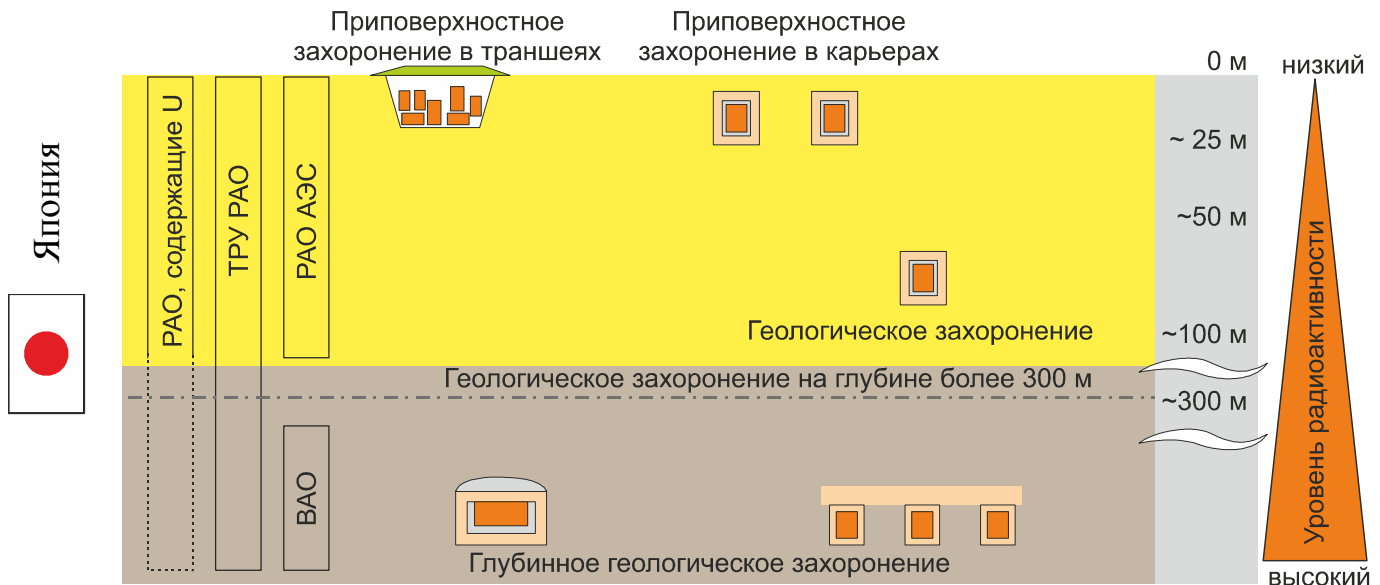 Приповерхностное
захоронение в траншеях
Приповерхностное
захоронение в карьерах
0 м
низкий
~ 25 м
~50 м
~100 м
~300 м
Япония
РАО, содержащие U
ТРУ РАО
РАО АЭС
Геологическое захоронение
Геологическое захоронение на глубине более 300 м
ВАО
Глубинное геологическое захоронение
Уровень радиоактивности
высокий